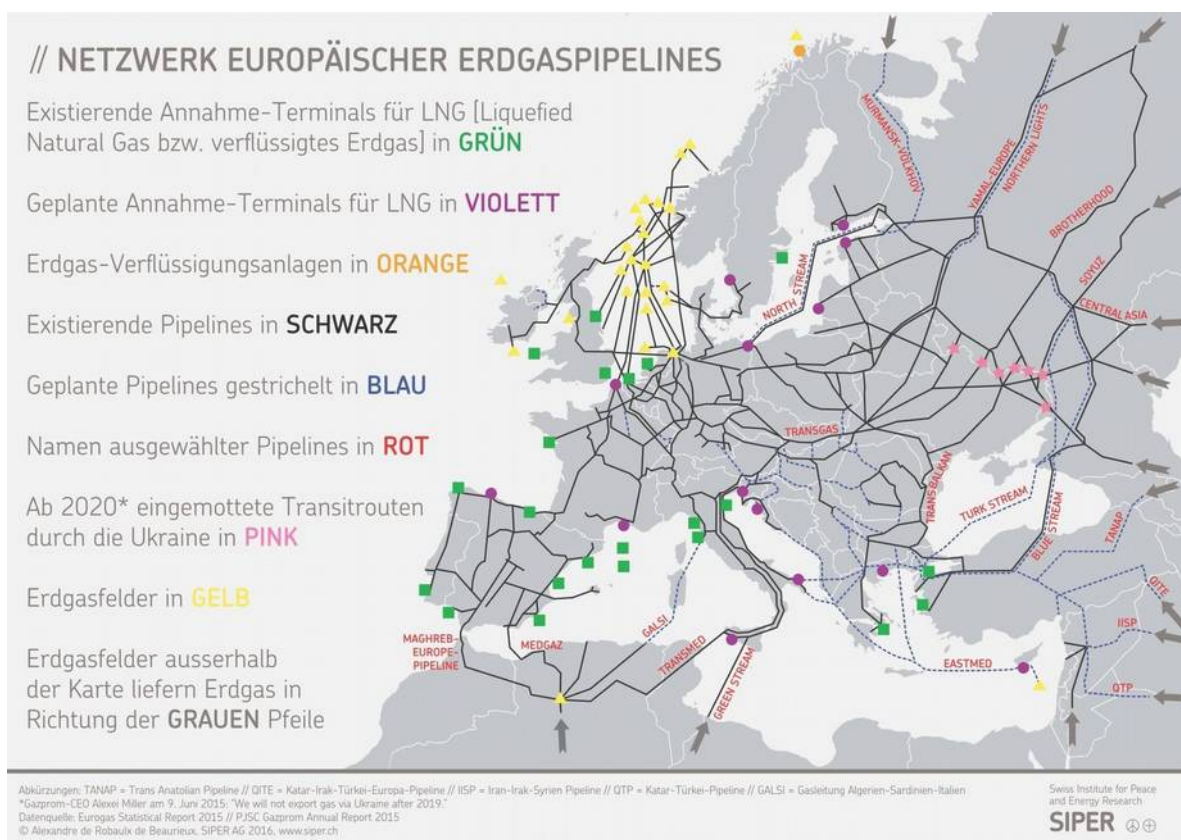 // NETZWERK EUROPÄISCHER ERDGASPIPELINES
Existierende Annahme-Terminals für LNG [Liquefied
Natural Gas bzw. verflüssigtes Erdgas] in GRÜN
Geplante Annahme-Terminals für LNG in VIOLETT
Erdgas-Verflüssigungsanlagen in ORANGE
Existierende Pipelines in SCHWARZ
Geplante Pipelines gestrichelt in BLAU
Namen ausgewählter Pipelines in ROT
Ab 2020* eingemottete Transitrouten
durch die Ukraine in PINK
Erdgasfelder in GELB
Erdgasfelder ausserhalb
der Karte liefern Erdgas in
Richtung der GRAUEN Pfeile
MURMANSK-VOLKHOV
YAMAL-EUROPE
NORTHERN LIGHTS
BROTHERHOOD
SOYUZ
CENTRAL ASIA
NORTH STREAM
TRANSGAS
TRANSBALKAN
TURK STREAM
BLUE STREAM
TANAP
QITE
IISP
QTP
EASTMED
GALSI
TRANSMED
GREEN STREAM
MEDGAZ
MAGHREB-
EUROPE-
PIPELINE
Abkürzungen: TANAP = Trans Anatolian Pipeline // QITE = Katar-Irak-Türkei-Europa-Pipeline // IISP = Iran-Irak-Syrien Pipeline // QTP = Katar-Türkei-Pipeline // GALSI = Gasleitung Algerien-Sardinien-Italien
*Gazprom-CEO Alexei Miller am 9. Juni 2015: "We will not export gas via Ukraine after 2019."
Datenquelle: Eurogas Statistical Report 2015 // PJSC Gazprom Annual Report 2015
© Alexandre de Robaulx de Beaurieux, SIPER AG 2016, www.siper.ch
Swiss Institute for Peace
and Energy Research
SIPER